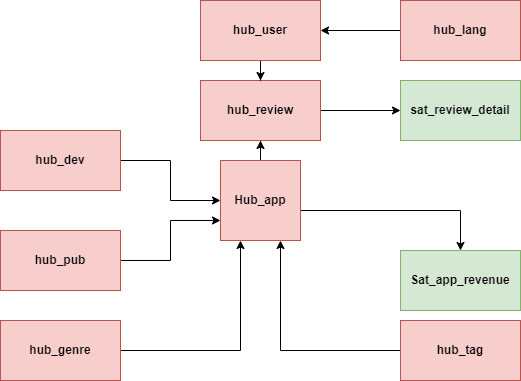 hub_user
hub_lang
hub_review
sat_review_detail
hub_dev
Hub_app
hub_pub
Sat_app_revenue
hub_genre
hub_tag